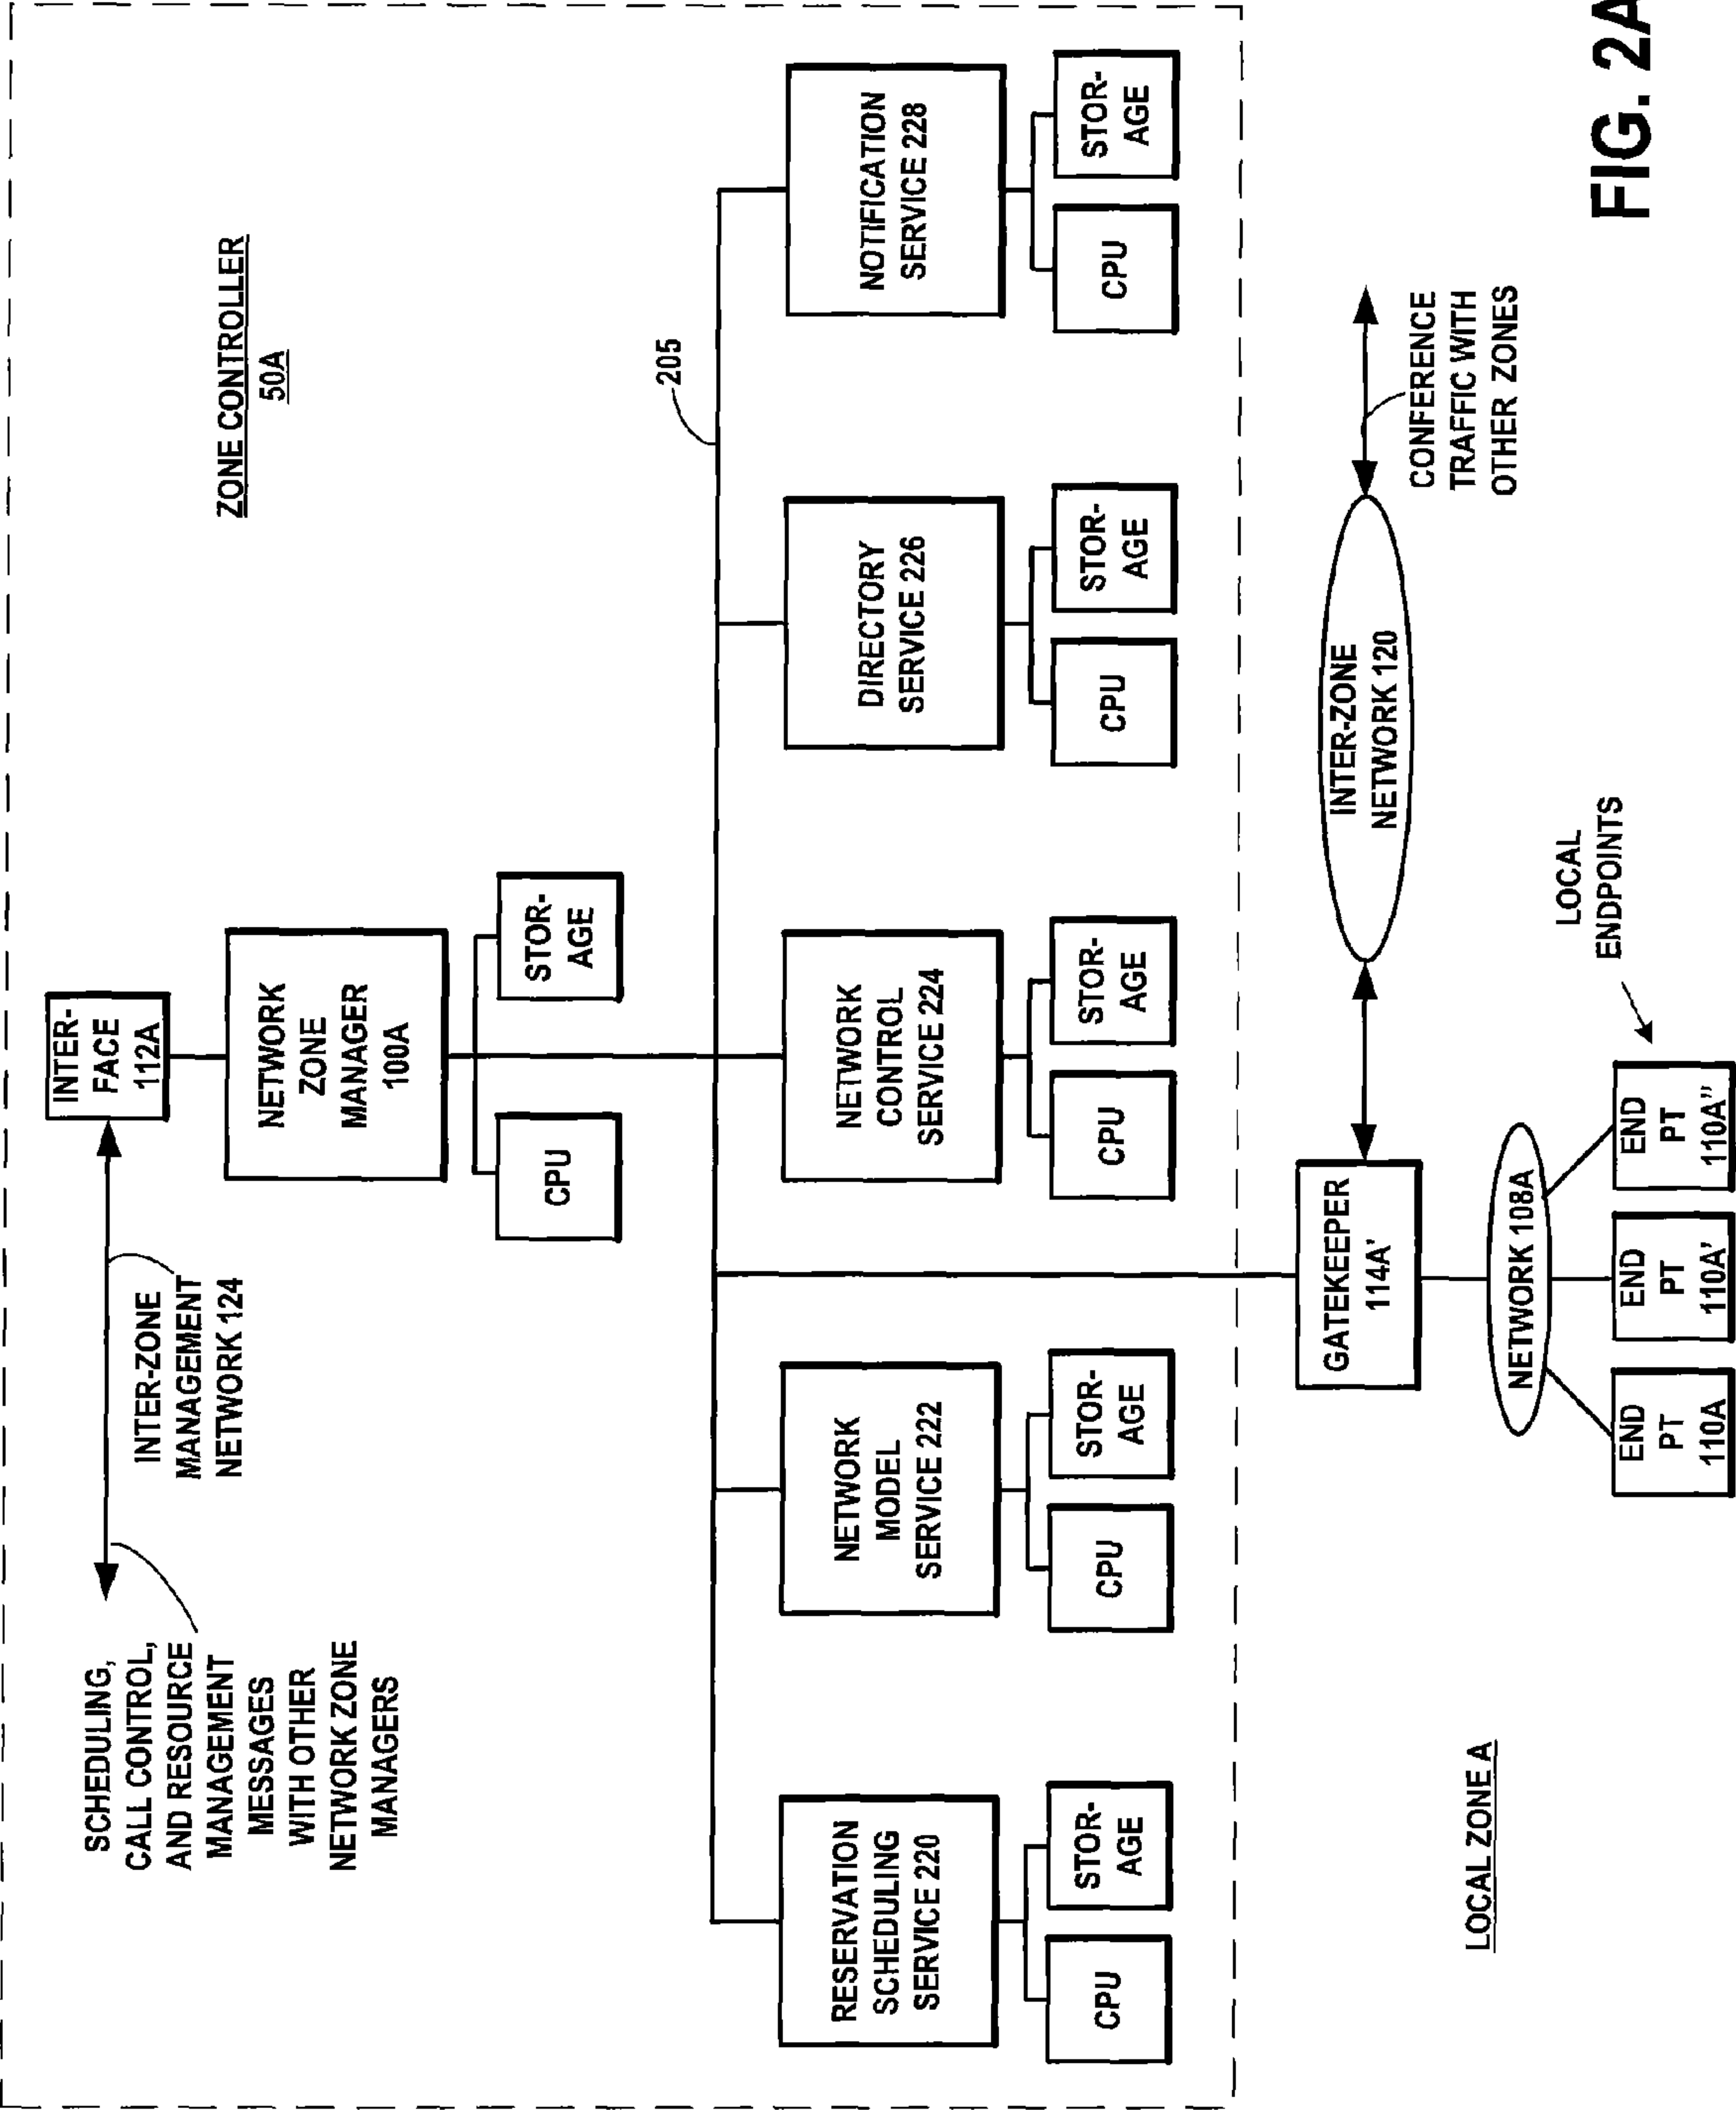 ZONE CONTROLLER
50A
INTER-
FACE
112A
SCHEDULING,
CALL CONTROL,
AND RESOURCE
MANAGEMENT
MESSAGES
WITH OTHER
NETWORK ZONE
MANAGERS
INTER-ZONE
MANAGEMENT
NETWORK 124
NETWORK
ZONE
MANAGER
100A
CPU
STOR-
AGE
205
RESERVATION
SCHEDULING
SERVICE 220
NETWORK
MODEL
SERVICE 222
NETWORK
CONTROL
SERVICE 224
DIRECTORY
SERVICE 226
NOTIFICATION
SERVICE 228
CPU
STOR-
AGE
CPU
STOR-
AGE
CPU
STOR-
AGE
CPU
STOR-
AGE
CPU
STOR-
AGE
GATEKEEPER
114A'
INTER-ZONE
NETWORK 120
CONFERENCE
TRAFFIC WITH
OTHER ZONES
LOCAL ZONE A
NETWORK 108A
LOCAL
ENDPOINTS
END
PT
110A
END
PT
110A'
END
PT
110A"
FIG. 2A